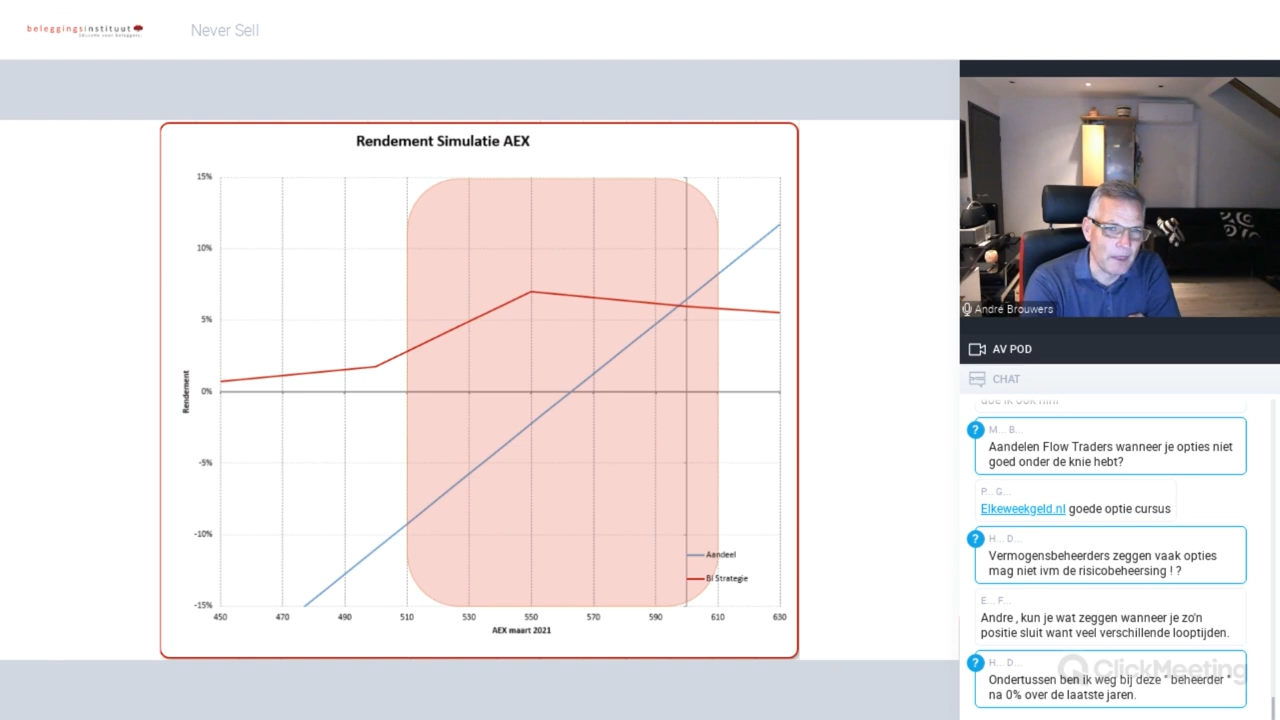 beleggingsinstituut
Never Sell
Rendement Simulatie AEX
15%
10%
5%
0%
-5%
-10%
-15%
Rendement
450 470 490 510 530 550 570 590 610 630
AEX maart 2021
Aandeel
BI Strategie
André Brouwers
AV POD
CHAT
? M... B...
Aandelen Flow Traders wanneer je opties niet
goed onder de knie hebt?
P... G...
Elkeweekgeld.nl goede optie cursus
? H... D...
Vermogensbeheerders zeggen vaak opties
mag niet ivm de risicobeheersing ! ?
E... F...
Andre , kun je wat zeggen wanneer je zo'n
positie sluit want veel verschillende looptijden.
? H... D...
ClickMeeting
Ondertussen ben ik weg bij deze " beheerder "
na 0% over de laatste jaren.